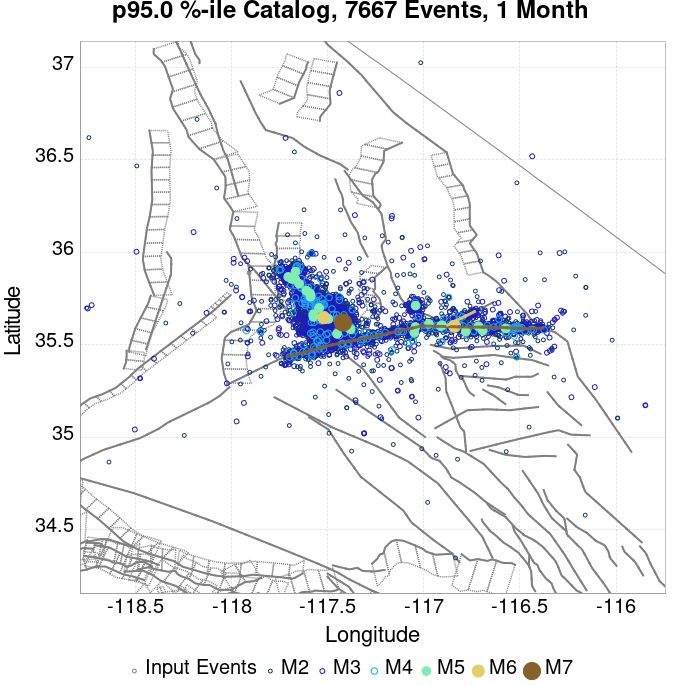 p95.0 %-ile Catalog, 7667 Events, 1 Month
37
36.5
36
35.5
35
34.5
Latitude
-118.5 -118 -117.5 -117 -116.5 -116
Longitude
Input Events M2 M3 M4 M5 M6 M7